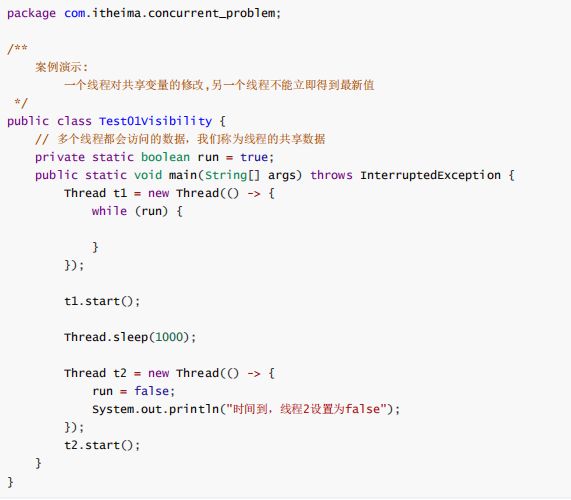 package com.itheima.concurrent_problem;
/**
案例演示:
一个线程对共享变量的修改,另一个线程不能立即得到最新值
*/
public class Test01Visibility {
// 多个线程都会访问的数据，我们称为线程的共享数据
private static boolean run = true;
public static void main(String[] args) throws InterruptedException {
Thread t1 = new Thread(() -> {
while (run) {
}
});
t1.start();
Thread.sleep(1000);
Thread t2 = new Thread(() -> {
run = false;
System.out.println("时间到，线程2设置为false");
});
t2.start();
}
}